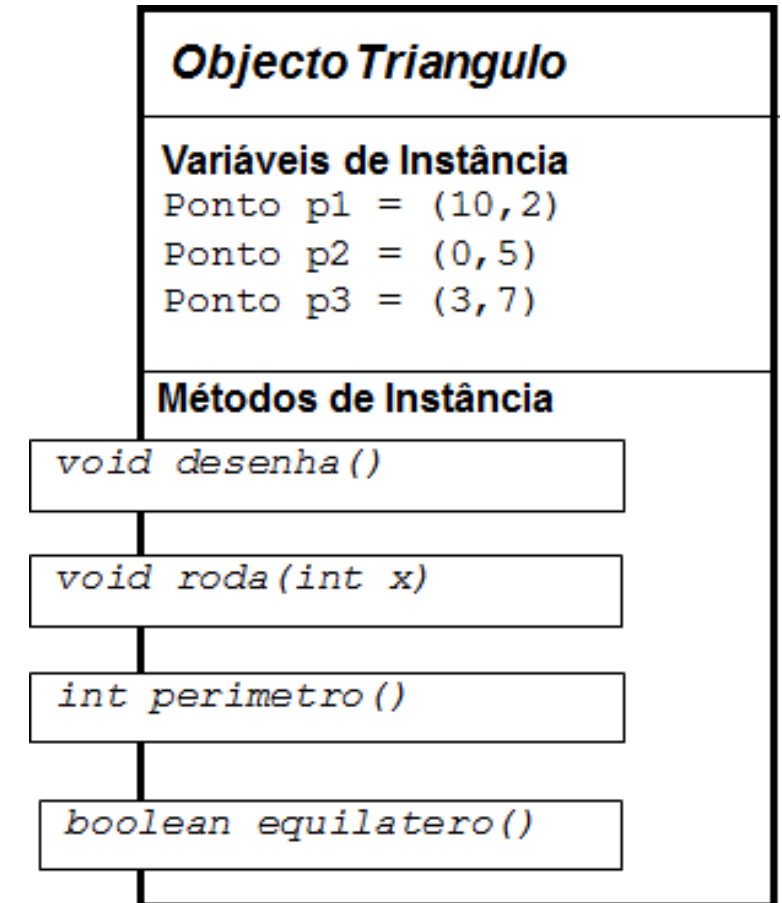 Objecto Triangulo
Variáveis de Instância
Ponto p1 = (10,2)
Ponto p2 = (0,5)
Ponto p3 = (3,7)
Métodos de Instância
void desenha()
void roda(int x)
int perimetro()
boolean equilatero()